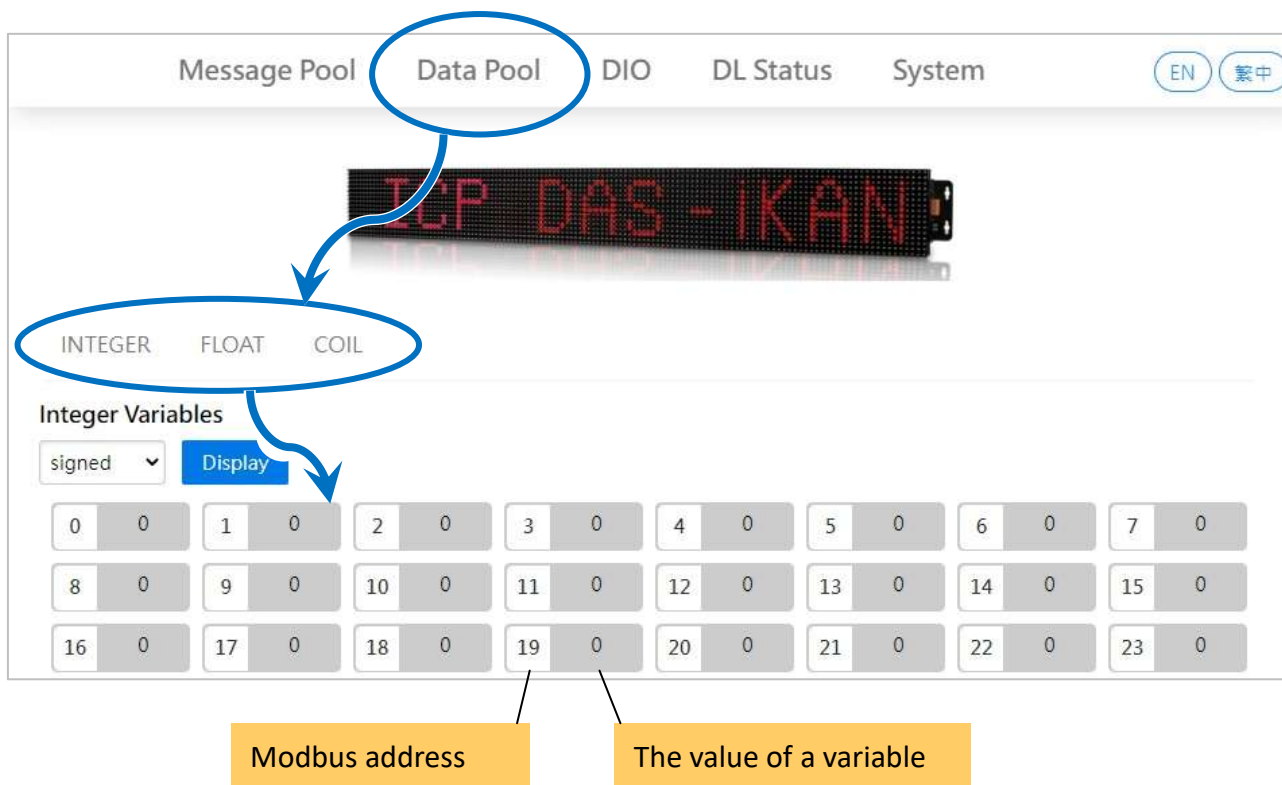 Message Pool Data Pool DIO DL Status System EN 繁中
ICP DAS - iKAN
INTEGER FLOAT COIL
Integer Variables
signed Display
0 0 1 0 2 0 3 0 4 0 5 0 6 0 7 0
8 0 9 0 10 0 11 0 12 0 13 0 14 0 15 0
16 0 17 0 18 0 19 0 20 0 21 0 22 0 23 0
Modbus address The value of a variable